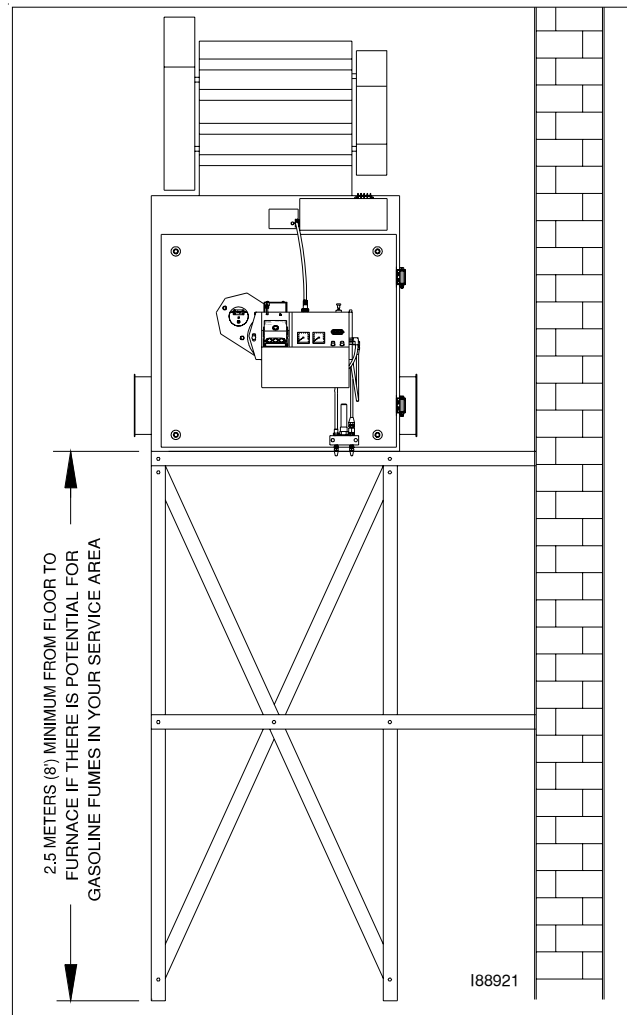 2.5 METERS (8') MINIMUM FROM FLOOR TO
FURNACE IF THERE IS POTENTIAL FOR
GASOLINE FUMES IN YOUR SERVICE AREA
I88921